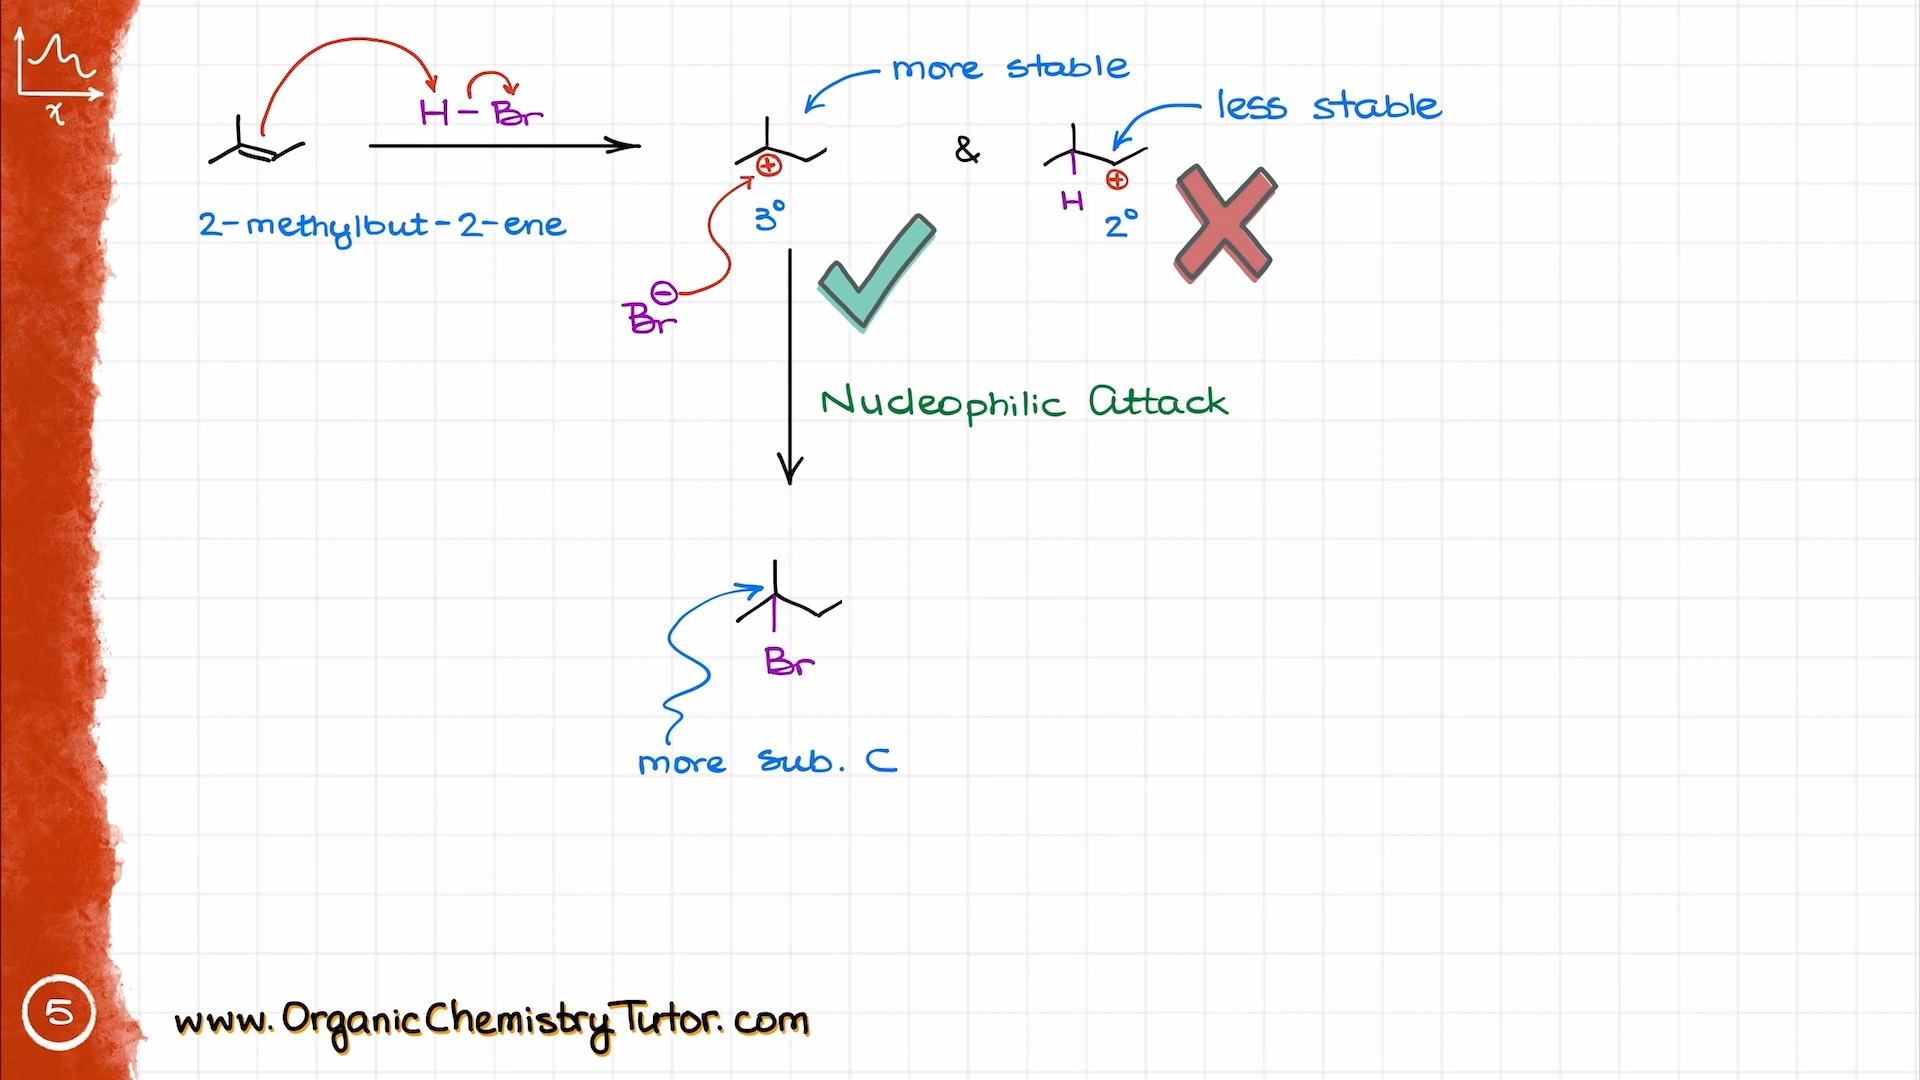 x
H-Br
more stable
less stable
&
H
2-methylbut-2-ene
3°
2°
Br⊖
Nucleophilic Attack
Br
more sub. C
5
www.OrganicChemistryTutor.com